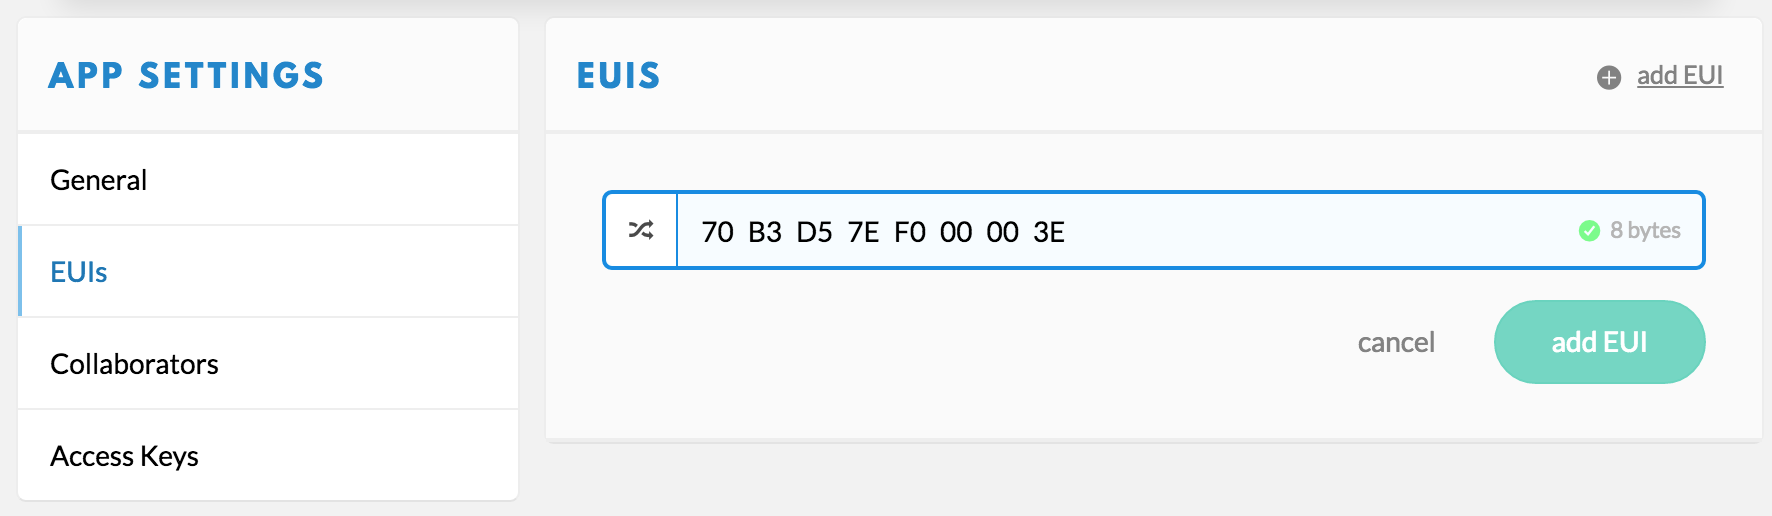 APP SETTINGS
General
EUIs
Collaborators
Access Keys
EUIS
add EUI
70 B3 D5 7E F0 00 00 3E
8 bytes
cancel
add EUI